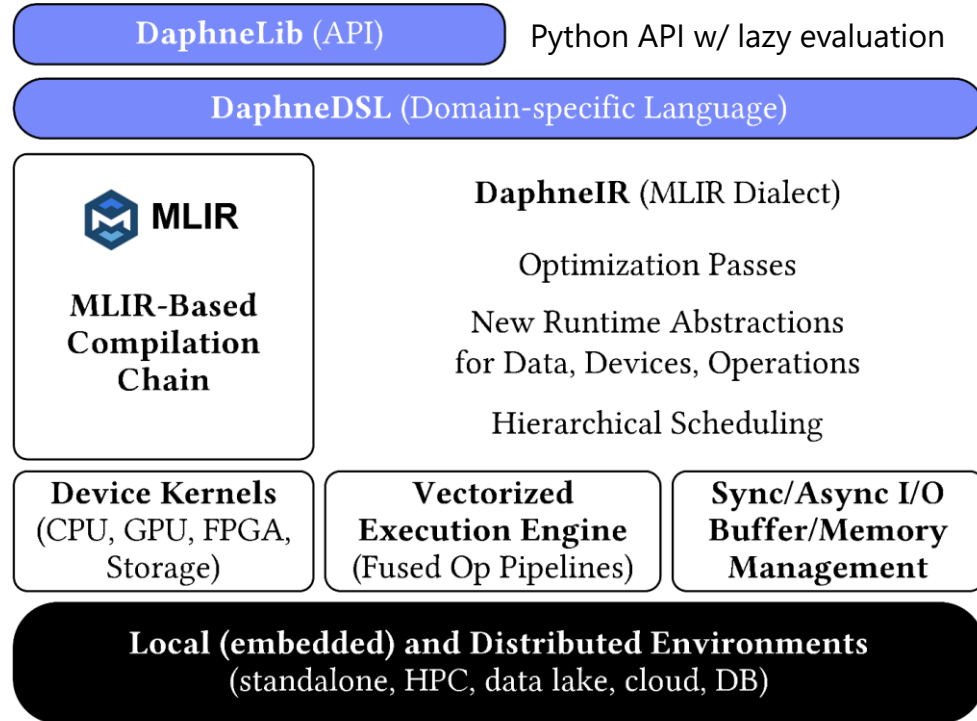 DaphneLib (API)
Python API w/ lazy evaluation
DaphneDSL (Domain-specific Language)
MLIR
MLIR-Based
Compilation
Chain
DaphneIR (MLIR Dialect)
Optimization Passes
New Runtime Abstractions
for Data, Devices, Operations
Hierarchical Scheduling
Device Kernels
(CPU, GPU, FPGA,
Storage)
Vectorized
Execution Engine
(Fused Op Pipelines)
Sync/Async I/O
Buffer/Memory
Management
Local (embedded) and Distributed Environments
(standalone, HPC, data lake, cloud, DB)